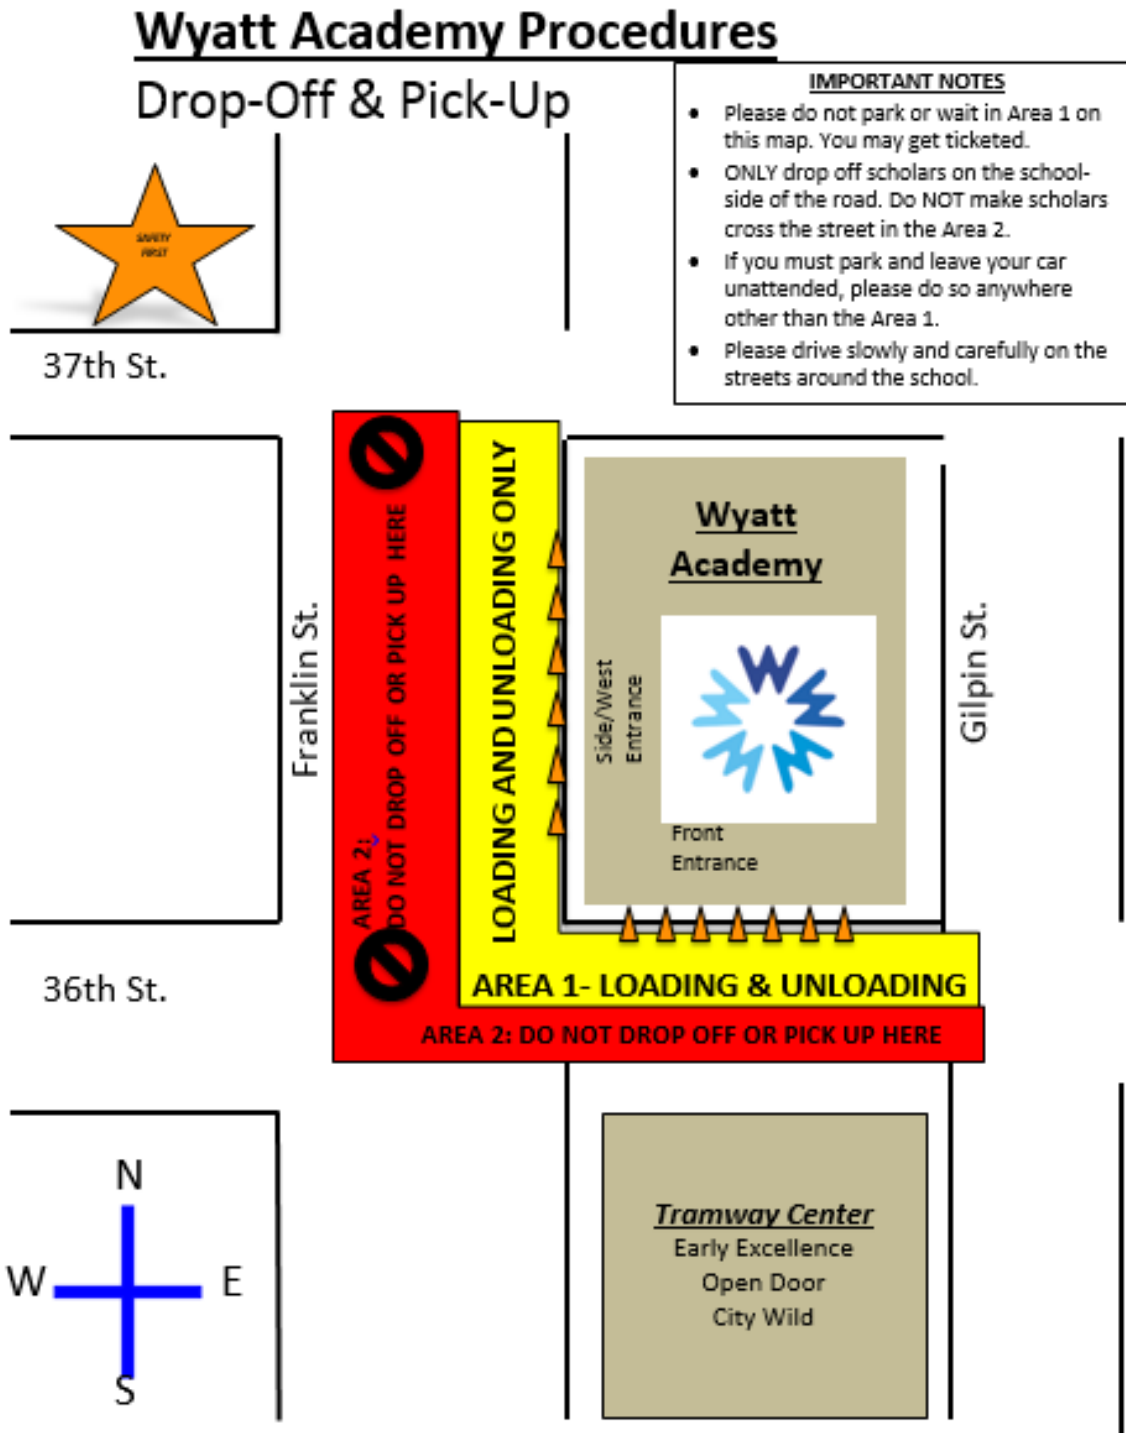 Wyatt Academy Procedures
Drop-Off & Pick-Up
IMPORTANT NOTES
• Please do not park or wait in Area 1 on
this map. You may get ticketed.
• ONLY drop off scholars on the school-
side of the road. Do NOT make scholars
cross the street in the Area 2.
• If you must park and leave your car
unattended, please do so anywhere
other than the Area 1.
• Please drive slowly and carefully on the
streets around the school.
SAFETY
FIRST
37th St.
Franklin St.
AREA 2:
DO NOT DROP OFF OR PICK UP HERE
LOADING AND UNLOADING ONLY
Wyatt
Academy
Side/West
Entrance
Front
Entrance
Gilpin St.
36th St.
AREA 1- LOADING & UNLOADING
AREA 2: DO NOT DROP OFF OR PICK UP HERE
N
W E
S
Tramway Center
Early Excellence
Open Door
City Wild